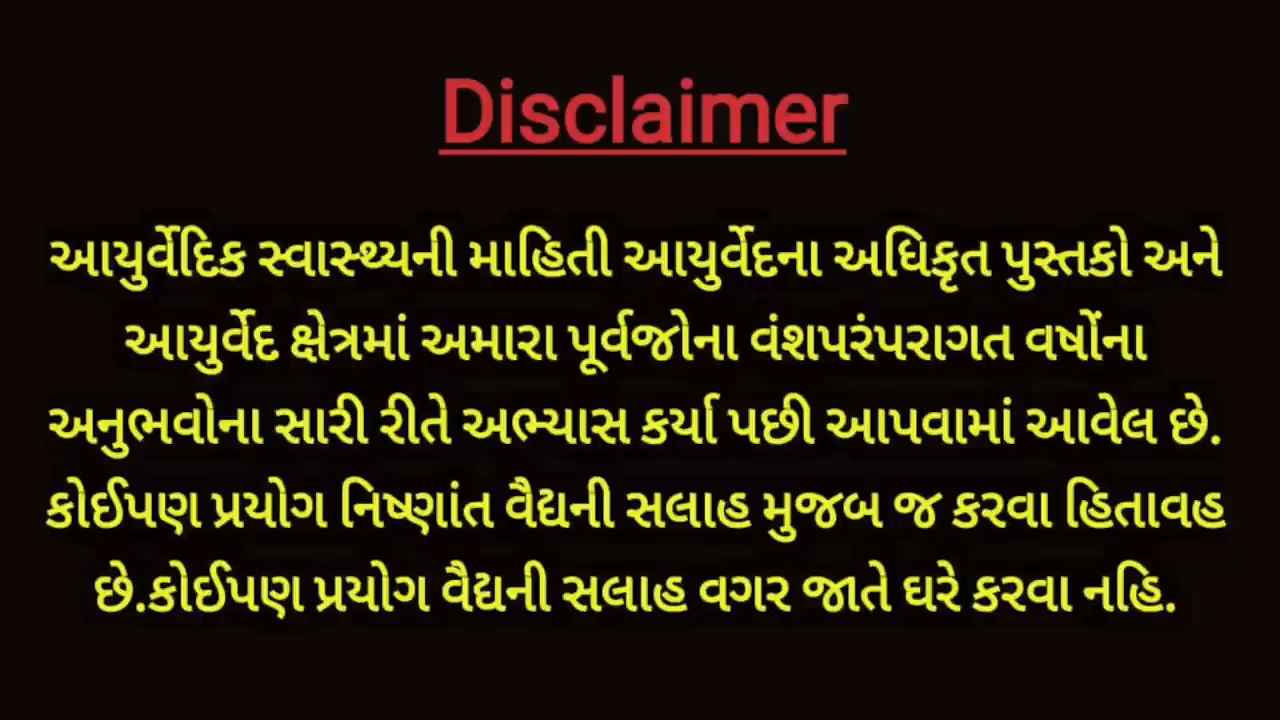 Disclaimer
આયુર્વેદિક સ્વાસ્થ્યની માહિતી આયુર્વેદના અધિકૃત પુસ્તકો અને
આયુર્વેદ ક્ષેત્રમાં અમારા પૂર્વજોના વંશપરંપરાગત વર્ષોના
અનુભવોના સારી રીતે અભ્યાસ કર્યા પછી આપવામાં આવેલ છે.
કોઈપણ પ્રયોગ નિષ્ણાંત વૈદ્યની સલાહ મુજબ જ કરવા હિતાવહ
છે.કોઈપણ પ્રયોગ વૈદ્યની સલાહ વગર જાતે ઘરે કરવા નહિ.